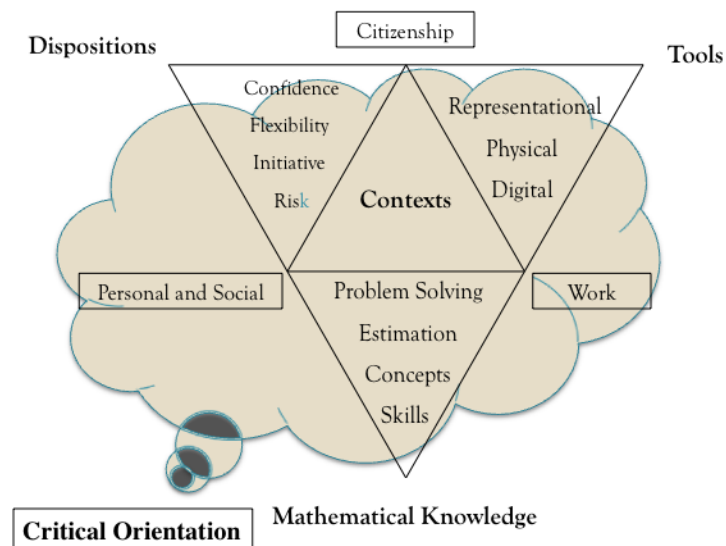 Citizenship
Dispositions
Tools
Confidence
Flexibility
Initiative
Risk
Representational
Physical
Digital
Contexts
Personal and Social
Work
Problem Solving
Estimation
Concepts
Skills
Mathematical Knowledge
Critical Orientation